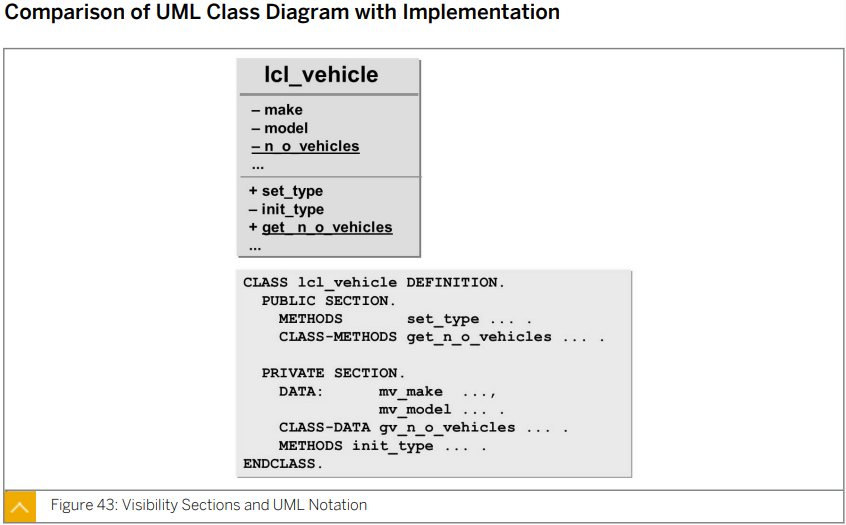 Comparison of UML Class Diagram with Implementation
lcl_vehicle
– make
– model
– n_o_vehicles
...
+ set_type
– init_type
+ get_ n_o_vehicles
...
CLASS lcl_vehicle DEFINITION.
PUBLIC SECTION.
METHODS set_type ... .
CLASS-METHODS get_n_o_vehicles ... .
PRIVATE SECTION.
DATA: mv_make ...,
mv_model ... .
CLASS-DATA gv_n_o_vehicles ... .
METHODS init_type ... .
ENDCLASS.
Figure 43: Visibility Sections and UML Notation